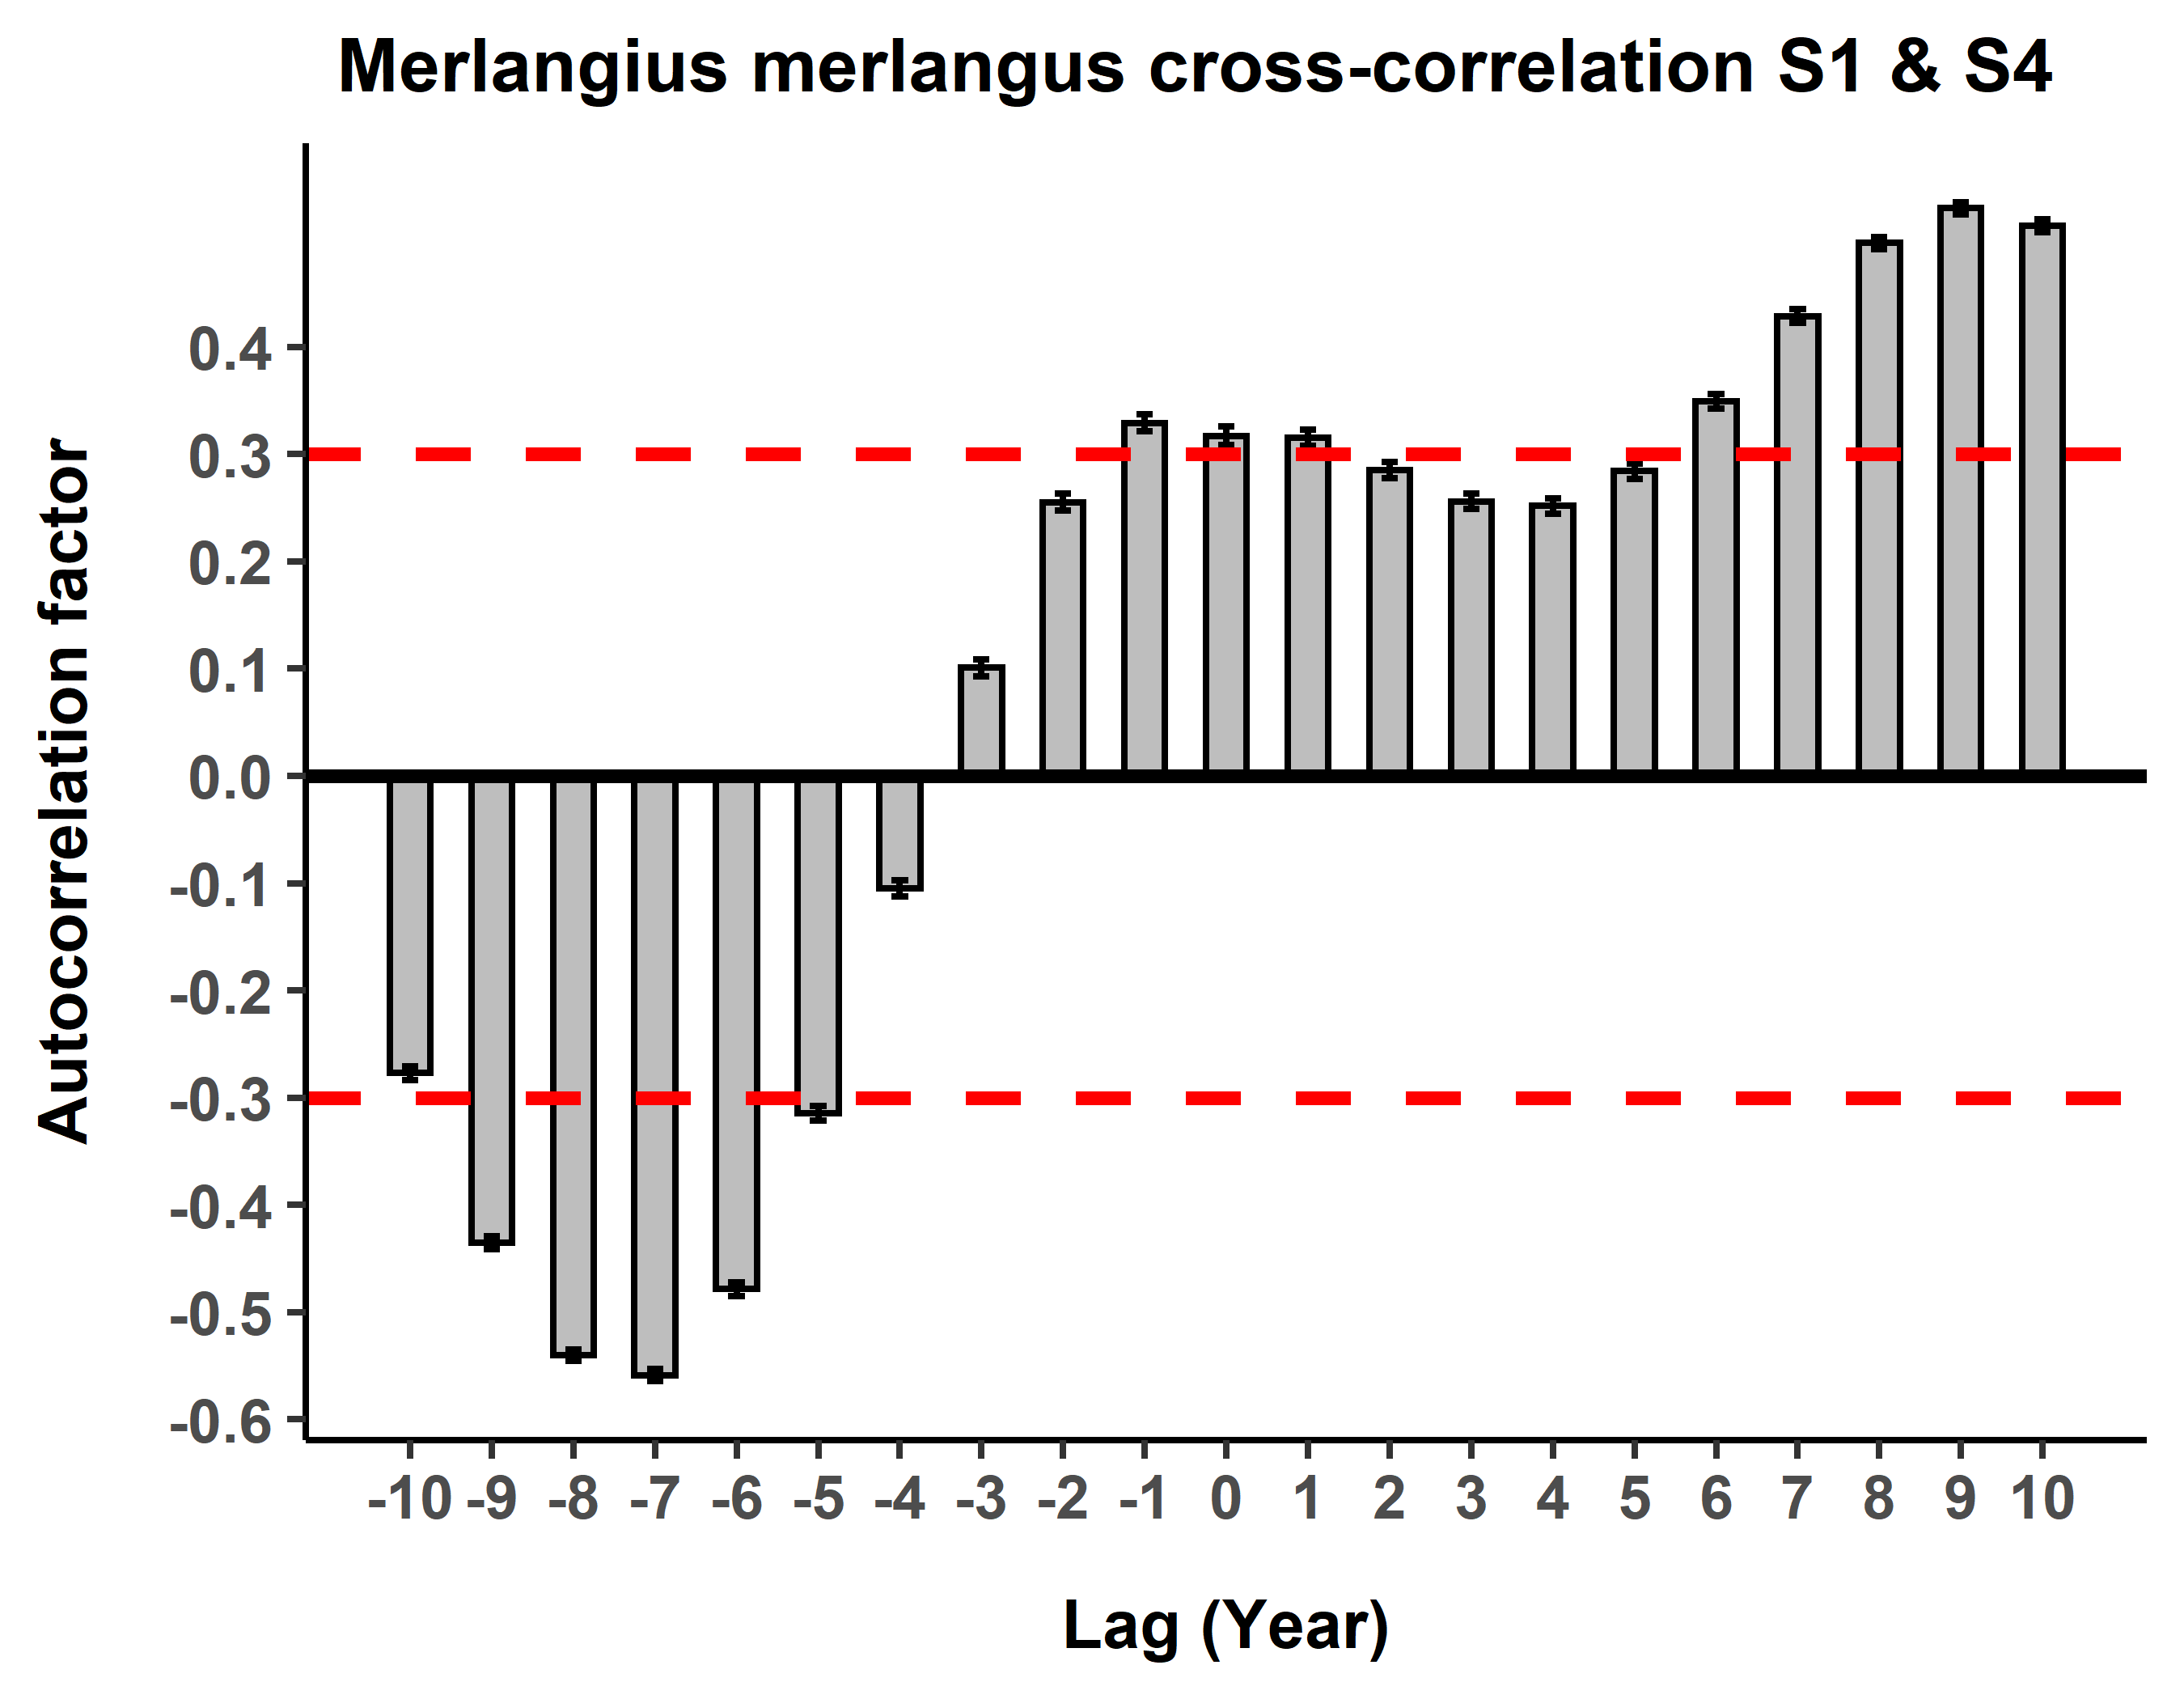 Merlangius merlangus cross-correlation S1 & S4
Autocorrelation factor
0.4
0.3
0.2
0.1
0.0
-0.1
-0.2
-0.3
-0.4
-0.5
-0.6
-10 -9 -8 -7 -6 -5 -4 -3 -2 -1 0 1 2 3 4 5 6 7 8 9 10
Lag (Year)